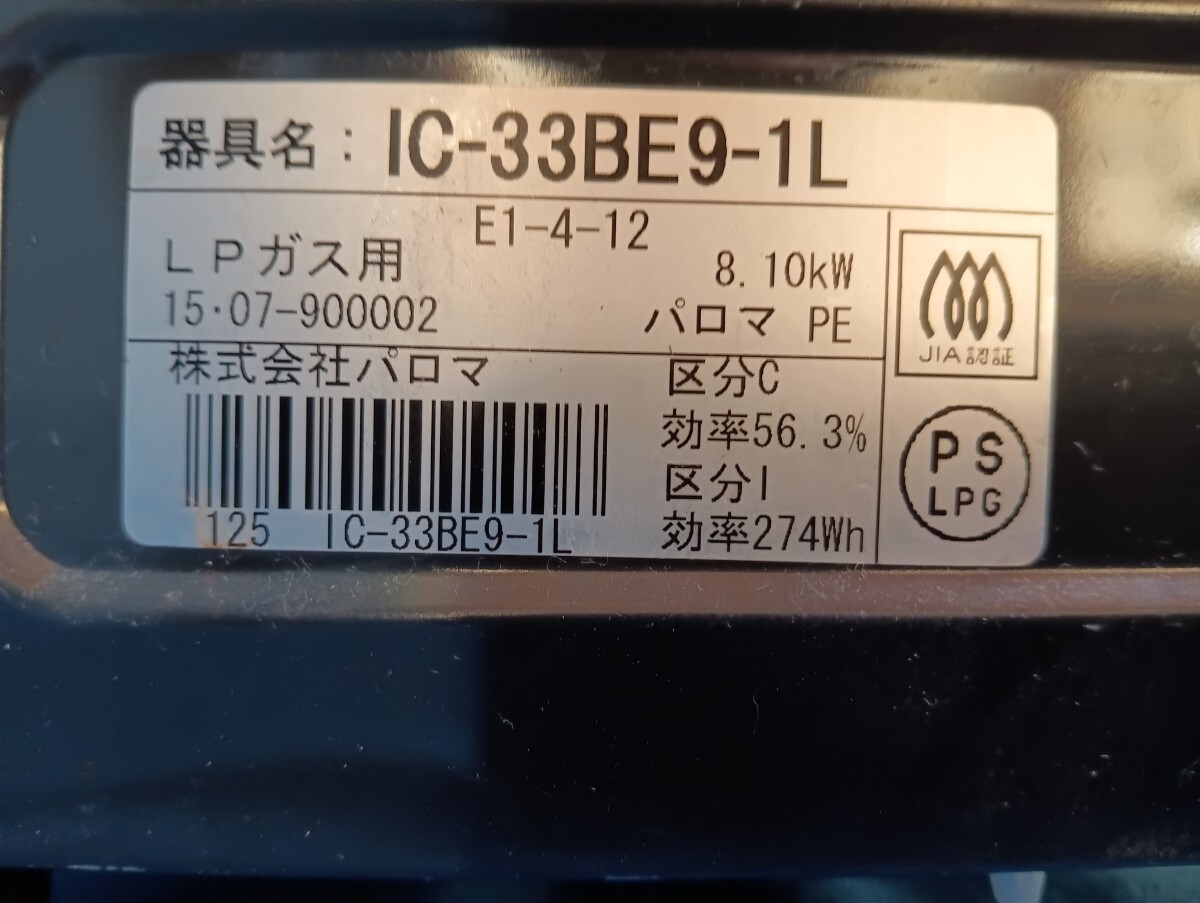 器具名：IC-33BE9-1L
E1-4-12
ＬＰガス用
8.10kW
15・07-900002
パロマ PE
株式会社パロマ
区分C
効率56.3%
区分I
効率274Wh
125 IC-33BE9-1L
JIA認証
PS
LPG